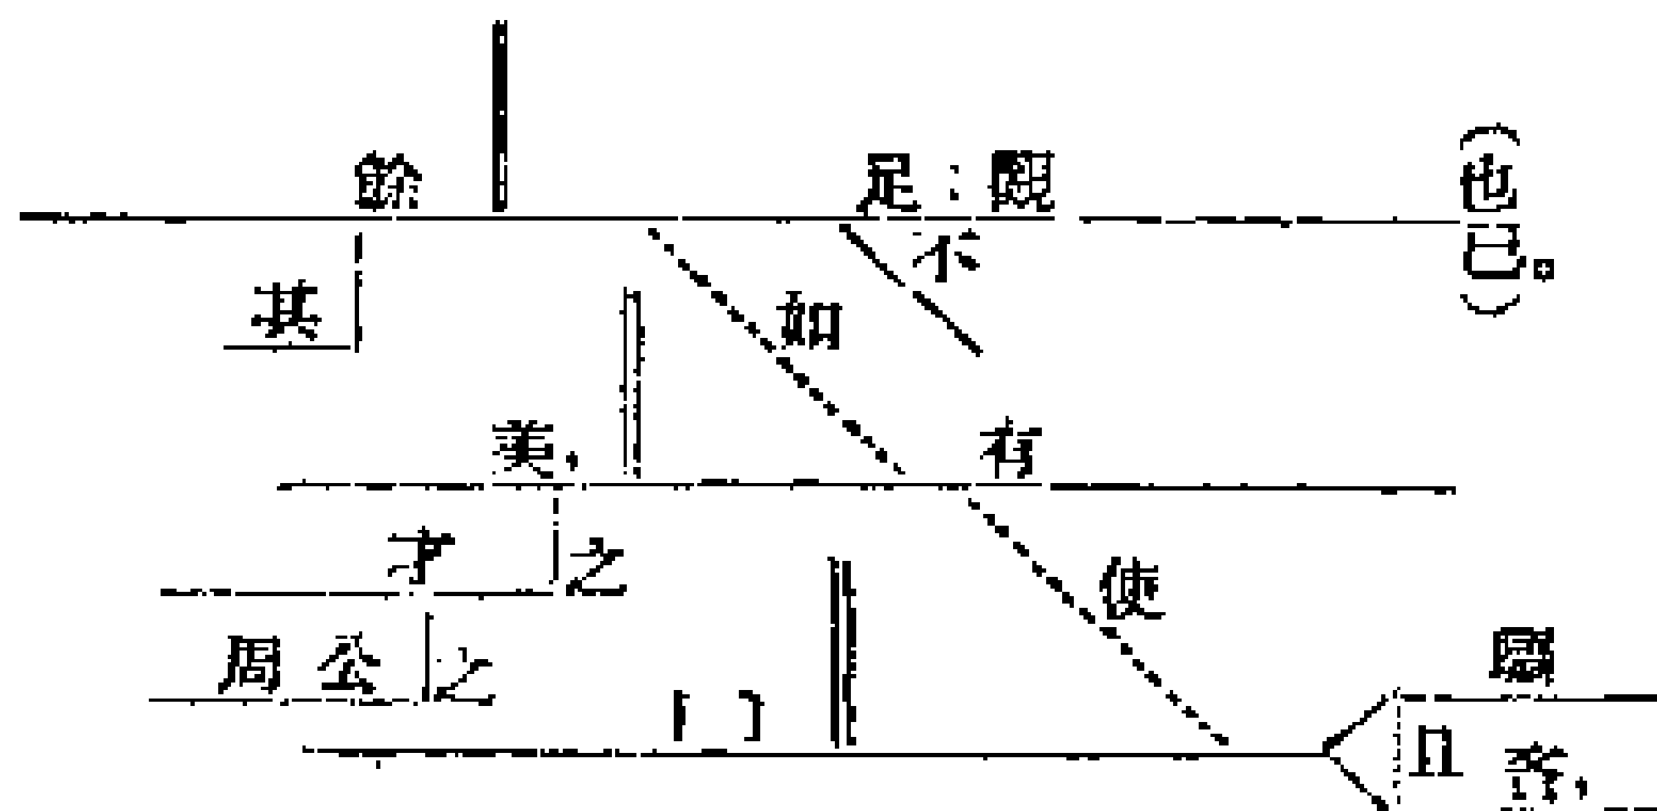 餘 足:觀 (也已)。
其 不
如
美, 有
才 之 使
周公 之 驕
〔 〕 且 吝,